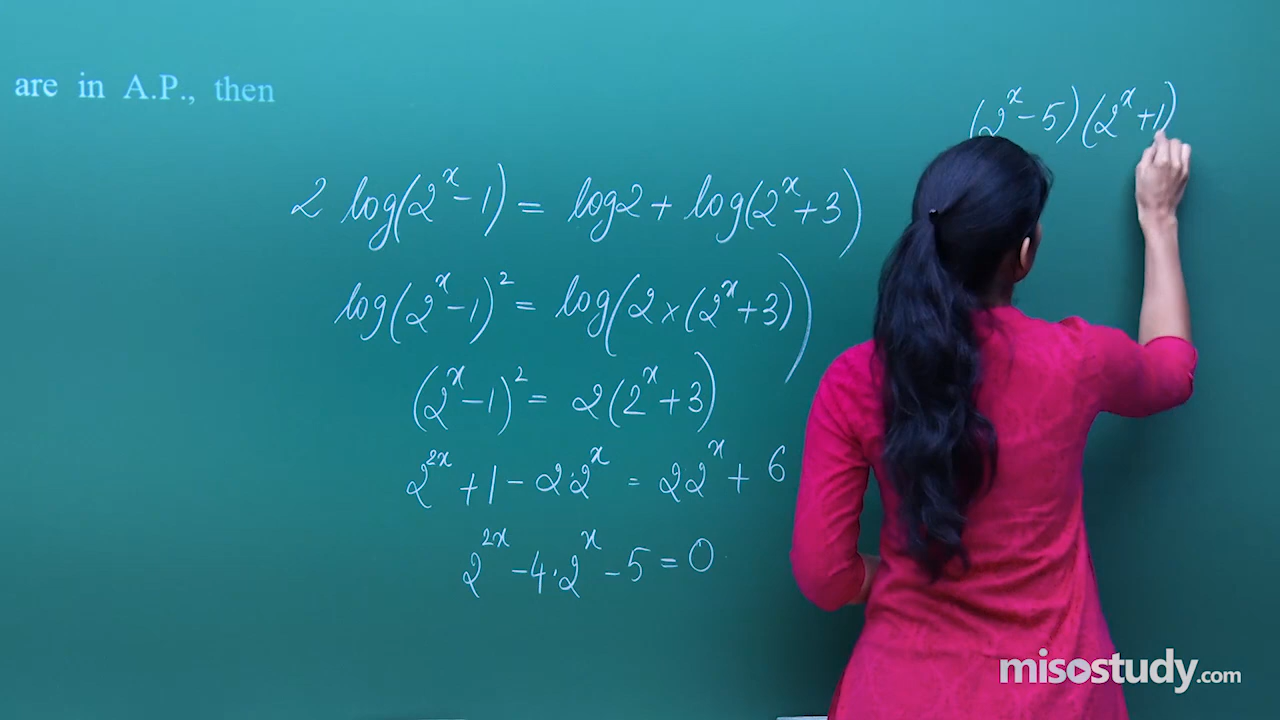 are in A.P., then
(2^x - 5)(2^x + 1)
2 log(2^x - 1) = log2 + log(2^x + 3)
log(2^x - 1)^2 = log(2 × (2^x + 3))
(2^x - 1)^2 = 2(2^x + 3)
2^2x + 1 - 2.2^x = 2 2^x + 6
2^2x - 4.2^x - 5 = 0
misostudy.com